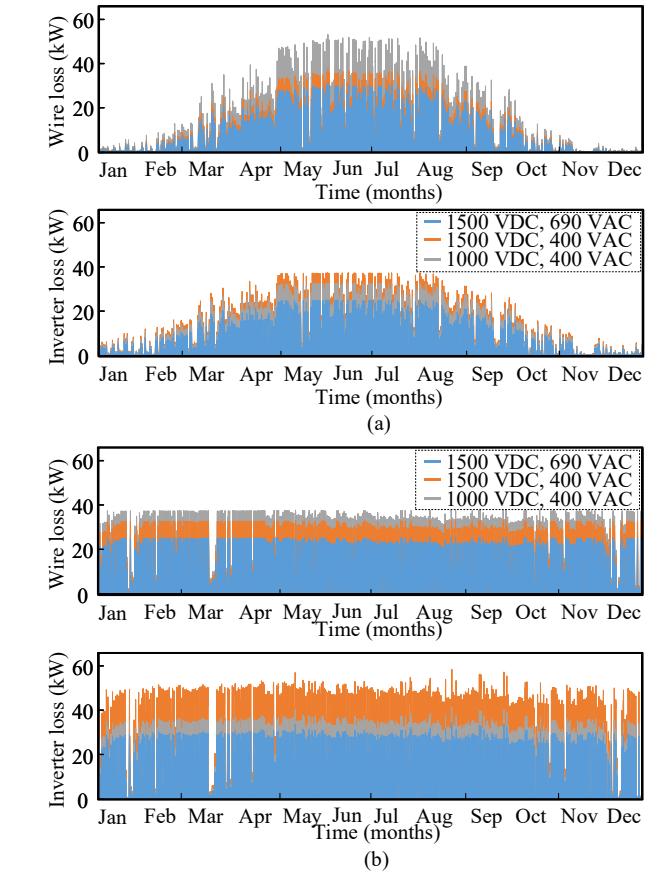 Wire loss (kW)
60
40
20
0
Jan Feb Mar Apr May Jun Jul Aug Sep Oct Nov Dec
Time (months)
Inverter loss (kW)
60
40
20
0
1500 VDC, 690 VAC
1500 VDC, 400 VAC
1000 VDC, 400 VAC
Jan Feb Mar Apr May Jun Jul Aug Sep Oct Nov Dec
Time (months)
(a)
Wire loss (kW)
60
40
20
0
1500 VDC, 690 VAC
1500 VDC, 400 VAC
1000 VDC, 400 VAC
Jan Feb Mar Apr May Jun Jul Aug Sep Oct Nov Dec
Time (months)
Inverter loss (kW)
60
40
20
0
Jan Feb Mar Apr May Jun Jul Aug Sep Oct Nov Dec
Time (months)
(b)